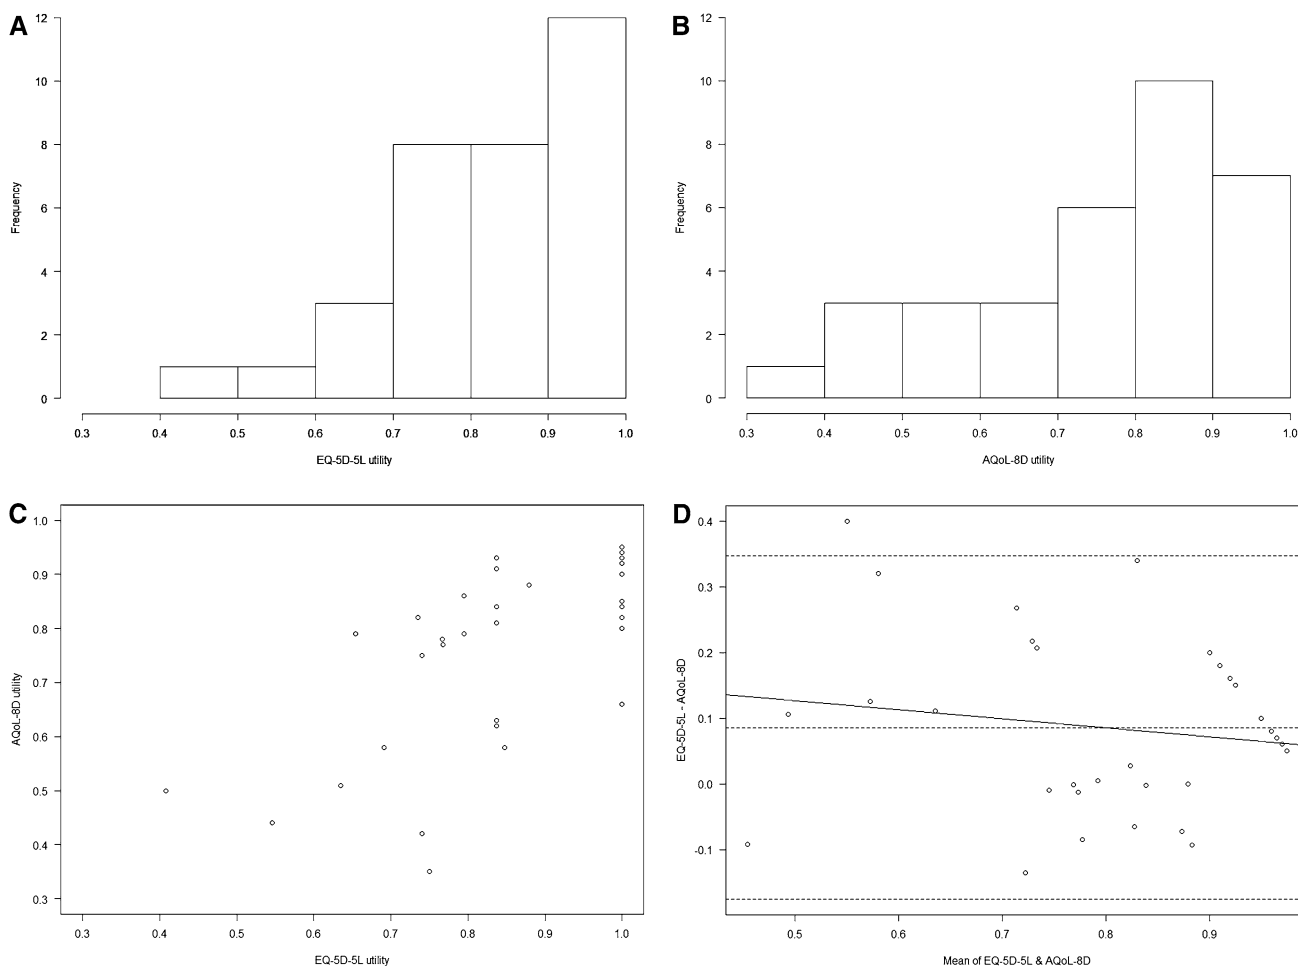 A
12
10
8
6
4
2
0
Frequency
0.3 0.4 0.5 0.6 0.7 0.8 0.9 1.0
EQ-5D-5L utility
B
12
10
8
6
4
2
0
Frequency
0.3 0.4 0.5 0.6 0.7 0.8 0.9 1.0
AQoL-8D utility
C
1.0
0.9
0.8
0.7
0.6
0.5
0.4
0.3
AQoL-8D utility
0.3 0.4 0.5 0.6 0.7 0.8 0.9 1.0
EQ-5D-5L utility
D
0.4
0.3
0.2
0.1
0.0
-0.1
EQ-5D-5L - AQoL-8D
0.5 0.6 0.7 0.8 0.9
Mean of EQ-5D-5L & AQoL-8D